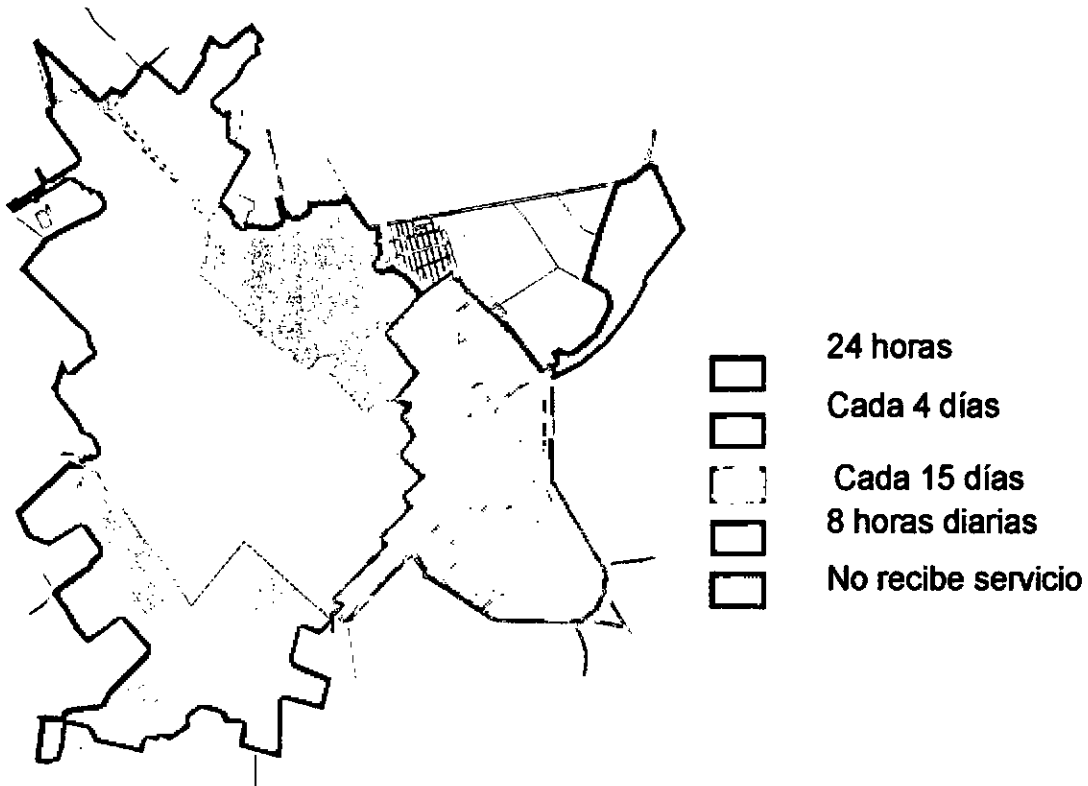 24 horas
Cada 4 días
Cada 15 días
8 horas diarias
No recibe servicio